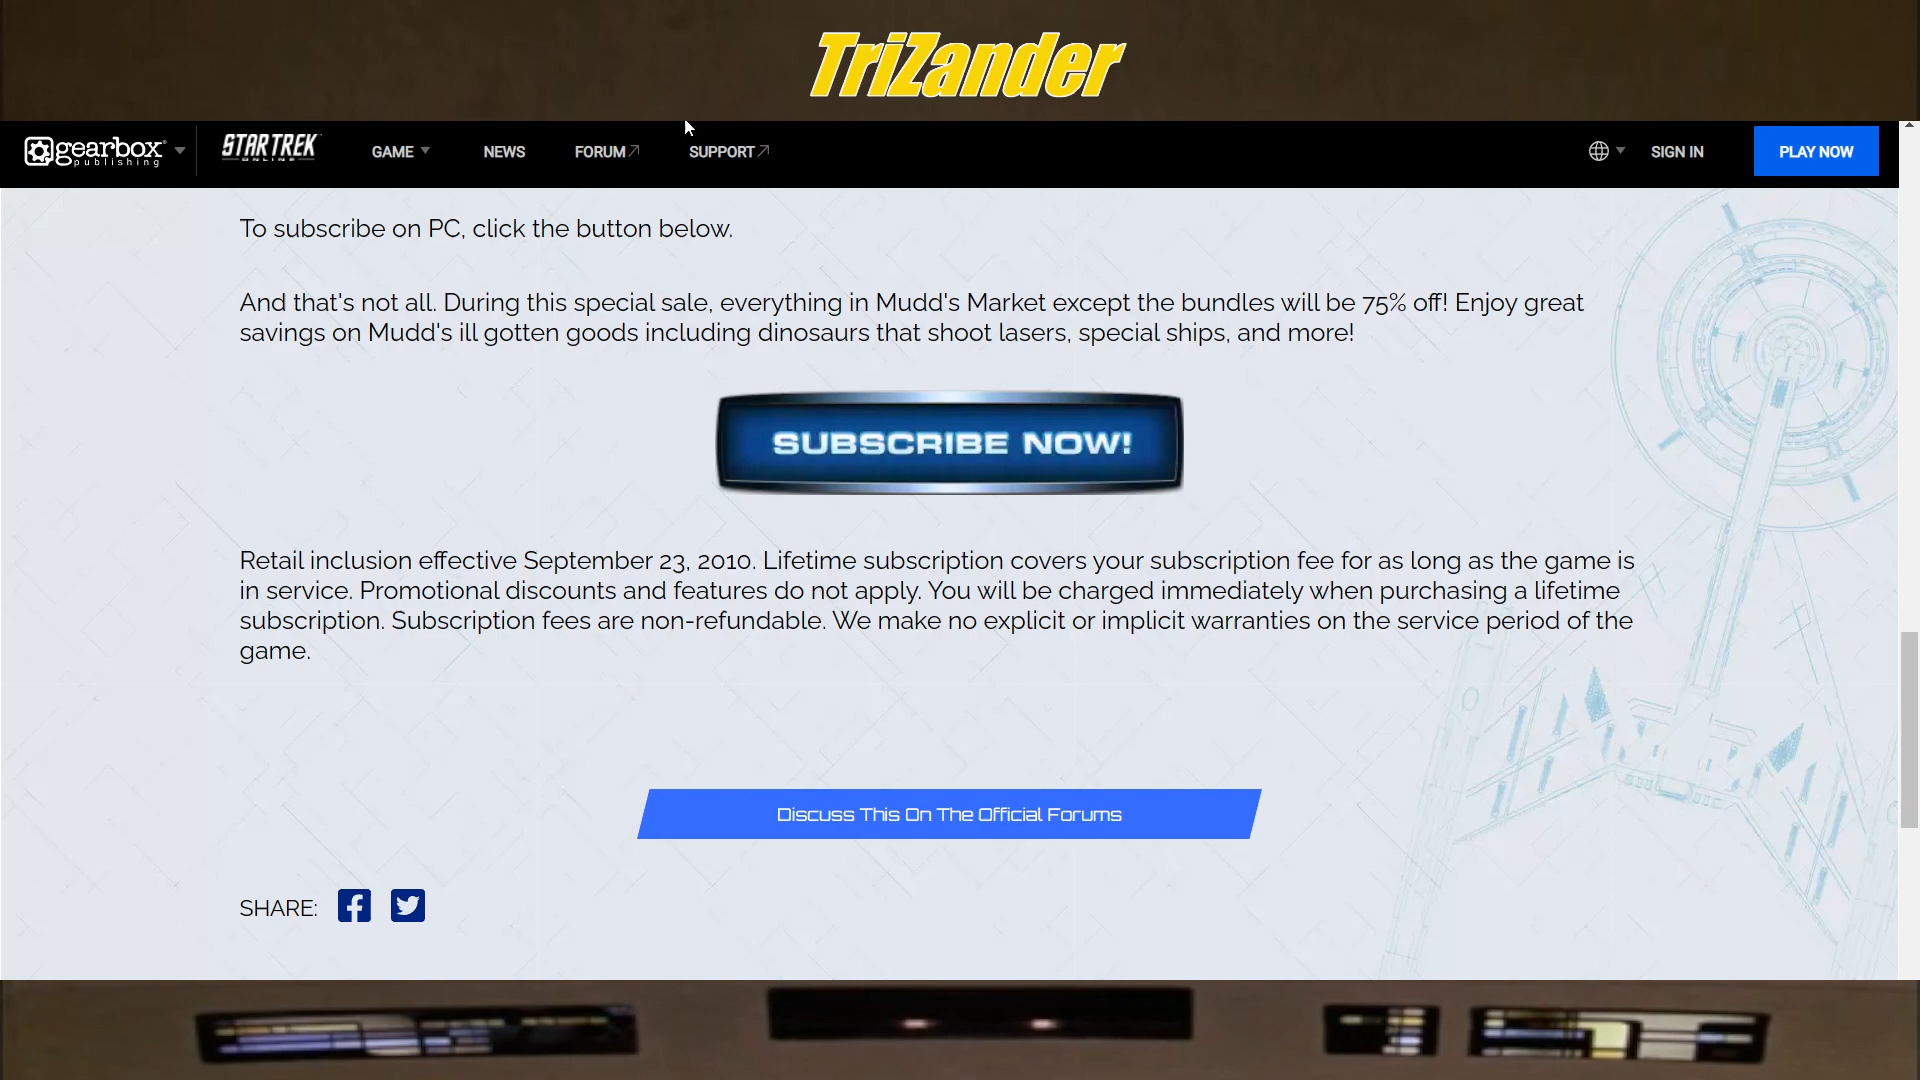 TriZander
gearbox publishing
STAR TREK ONLINE
GAME NEWS FORUM SUPPORT SIGN IN PLAY NOW
To subscribe on PC, click the button below.
And that's not all. During this special sale, everything in Mudd's Market except the bundles will be 75% off! Enjoy great
savings on Mudd's ill gotten goods including dinosaurs that shoot lasers, special ships, and more!
SUBSCRIBE NOW!
Retail inclusion effective September 23, 2010. Lifetime subscription covers your subscription fee for as long as the game is
in service. Promotional discounts and features do not apply. You will be charged immediately when purchasing a lifetime
subscription. Subscription fees are non-refundable. We make no explicit or implicit warranties on the service period of the
game.
Discuss This On The Official Forums
SHARE: